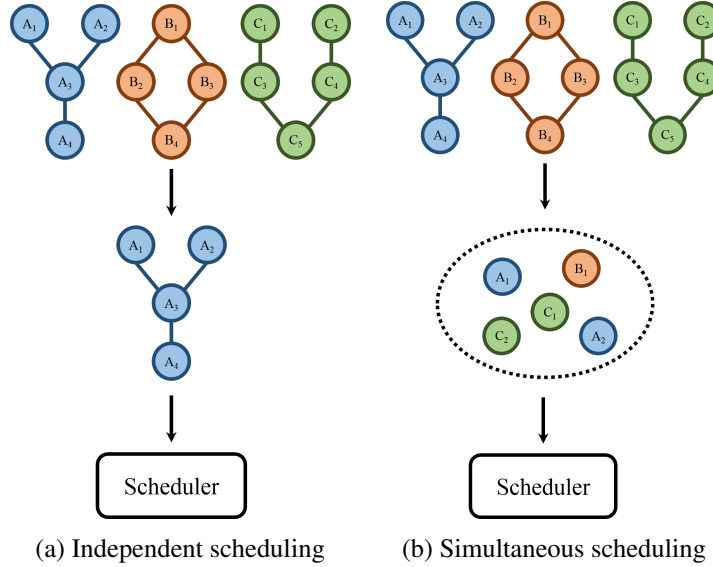 A₁ A₂ B₁ C₁ C₂ A₁ A₂ B₁ C₁ C₂
A₃ B₂ B₃ C₃ C₄ A₃ B₂ B₃ C₃ C₄
A₄ B₄ C₅ A₄ B₄ C₅
A₁ A₂
A₃
A₄
A₁ B₁
C₁
C₂ A₂
Scheduler Scheduler
(a) Independent scheduling (b) Simultaneous scheduling